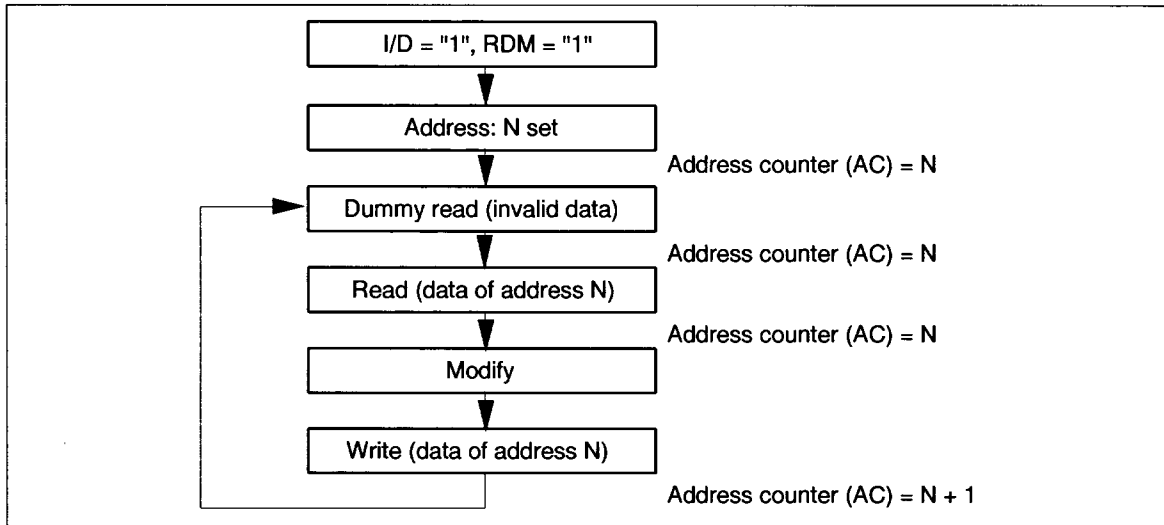 I/D = "1", RDM = "1"
Address: N set
Address counter (AC) = N
Dummy read (invalid data)
Address counter (AC) = N
Read (data of address N)
Address counter (AC) = N
Modify
Write (data of address N)
Address counter (AC) = N + 1